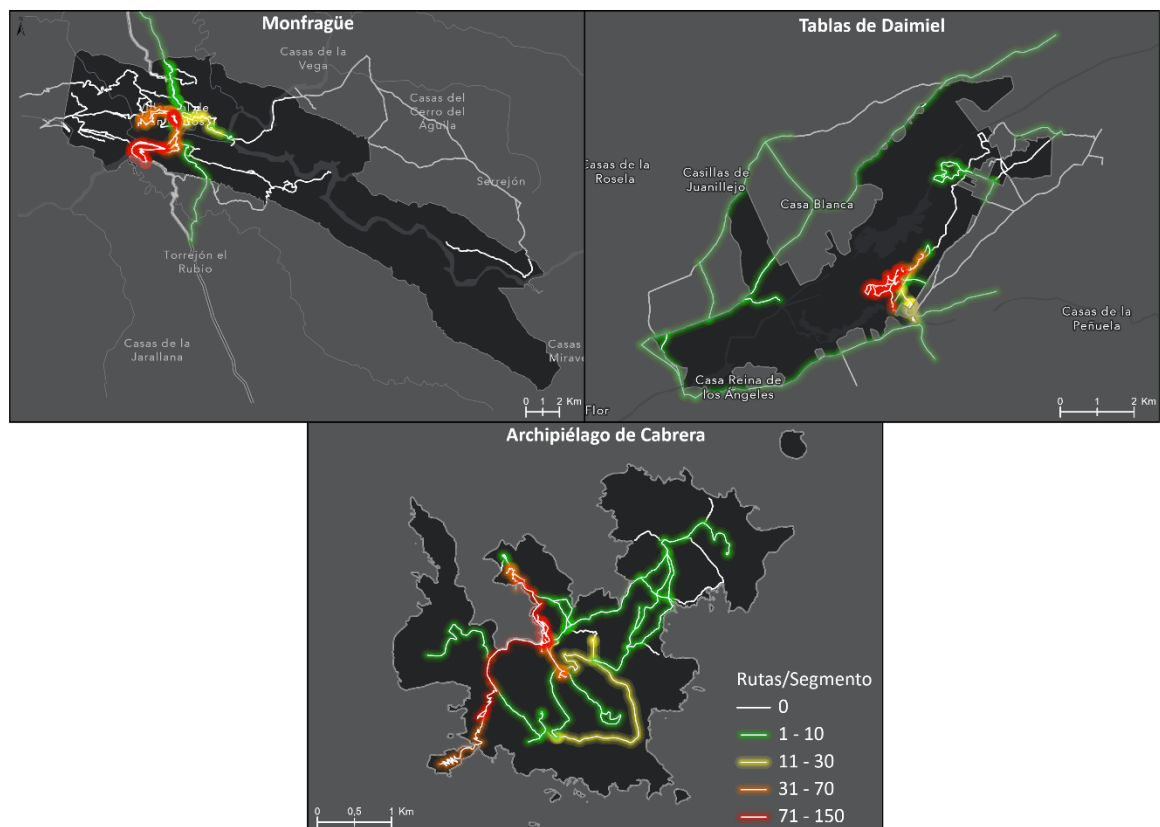 Monfragüe
Casas de la
Vega
Casas del
Cerro del
Águila
Serrejón
Torrejón el
Rubio
Casas de la
Jarallana
Casas
Mirave
0 1 2 Km
Tablas de Daimiel
Casas de la
Rosela
Casillas de
Juanillejo
Casa Blanca
Casas de la
Peñuela
Casa Reina de
los Ángeles
Flor
0 1 2 Km
Archipiélago de Cabrera
Rutas/Segmento
0
1 - 10
11 - 30
31 - 70
71 - 150
0 0,5 1 Km